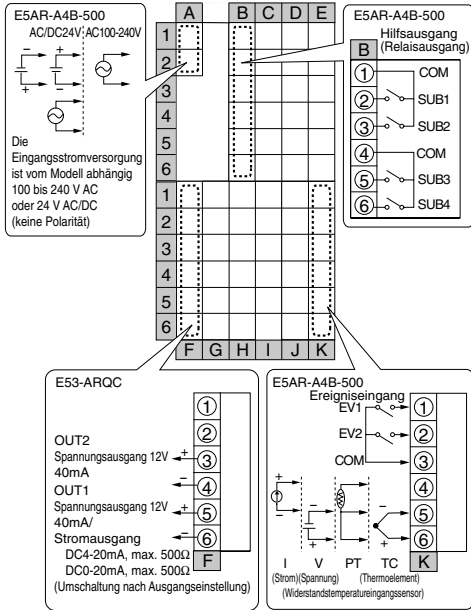 E5AR-A4B-500
AC/DC24V AC100-240V
− + + −
Die
Eingangsstromversorgung
ist vom Modell abhängig
100 bis 240 V AC
oder 24 V AC/DC
(keine Polarität)
A B C D E
1
2
3
4
5
6
1
2
3
4
5
6
F G H I J K
E5AR-A4B-500
Hilfsausgang
(Relaisausgang)
B
1 COM
2 SUB1
3 SUB2
4 COM
5 SUB3
6 SUB4
E53-ARQC
1
2
OUT2
Spannungsausgang 12V + 3
40mA − 4
OUT1
Spannungsausgang 12V + 5
40mA/
Stromausgang − 6
DC4-20mA, max. 500Ω
DC0-20mA, max. 500Ω
F
(Umschaltung nach Ausgangseinstellung)
E5AR-A4B-500
Ereigniseingang
EV1 1
EV2 2
COM 3
4
5
6
+ − −
− + +
I V PT TC K
(Strom)(Spannung) (Thermoelement)
(Widerstandstemperatureingangssensor)